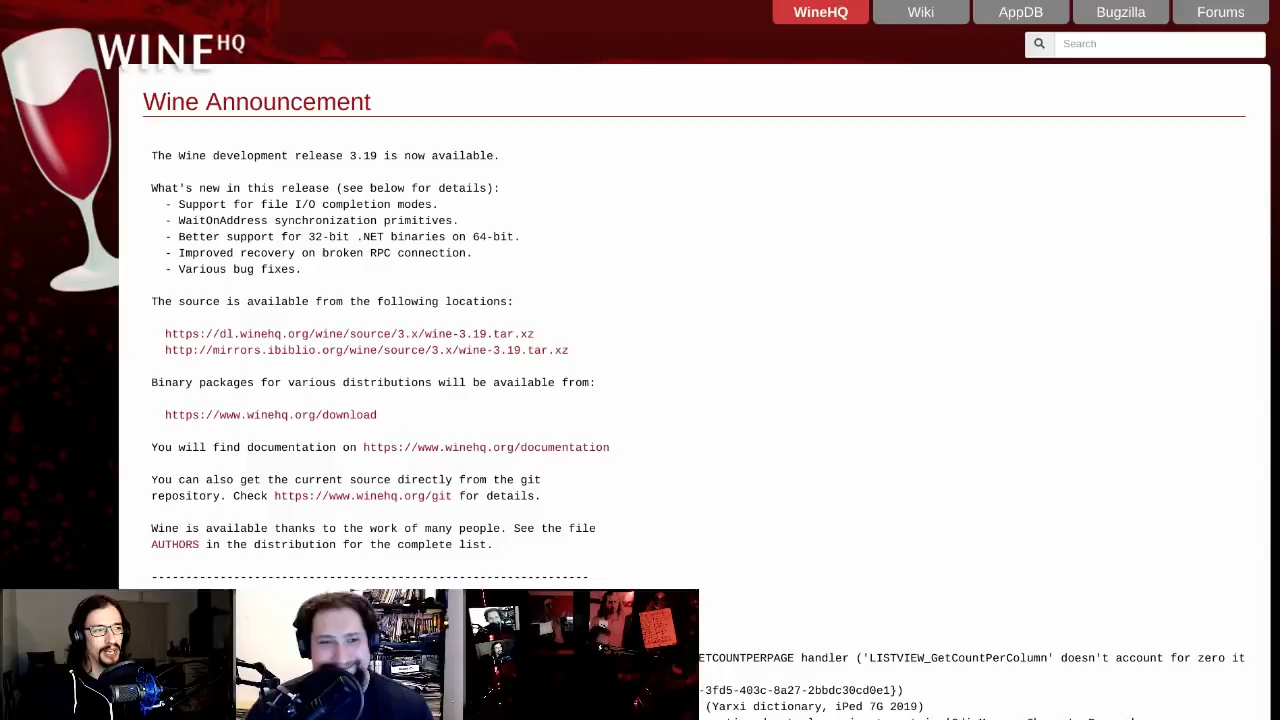 WineHQ
Wiki
AppDB
Bugzilla
Forums
WINEHQ
Search
Wine Announcement
The Wine development release 3.19 is now available.
What's new in this release (see below for details):
- Support for file I/O completion modes.
- WaitOnAddress synchronization primitives.
- Better support for 32-bit .NET binaries on 64-bit.
- Improved recovery on broken RPC connection.
- Various bug fixes.
The source is available from the following locations:
https://dl.winehq.org/wine/source/3.x/wine-3.19.tar.xz
http://mirrors.ibiblio.org/wine/source/3.x/wine-3.19.tar.xz
Binary packages for various distributions will be available from:
https://www.winehq.org/download
You will find documentation on https://www.winehq.org/documentation
You can also get the current source directly from the git
repository. Check https://www.winehq.org/git for details.
Wine is available thanks to the work of many people. See the file
AUTHORS in the distribution for the complete list.
----------------------------------------------------------------
ETCOUNTPERPAGE handler ('LISTVIEW_GetCountPerColumn' doesn't account for zero it
-3fd5-403c-8a27-2bbdc30cd0e1})
(Yarxi dictionary, iPed 7G 2019)